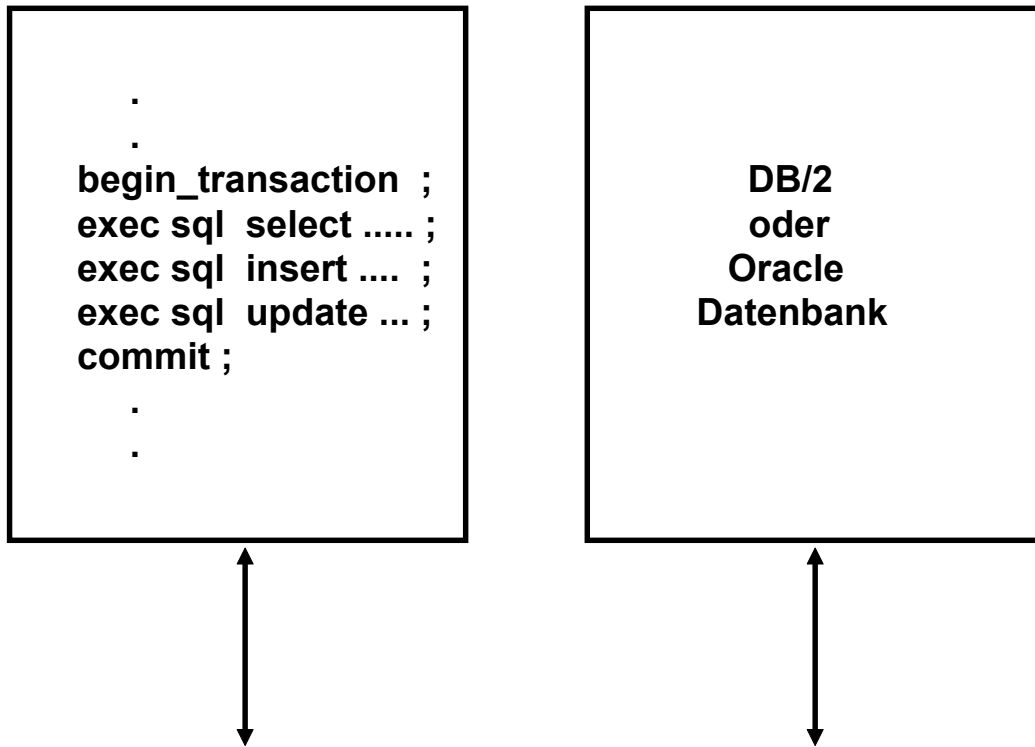 .
.
begin_transaction ;
exec sql select ..... ;
exec sql insert .... ;
exec sql update ... ;
commit ;
.
.
DB/2
oder
Oracle
Datenbank